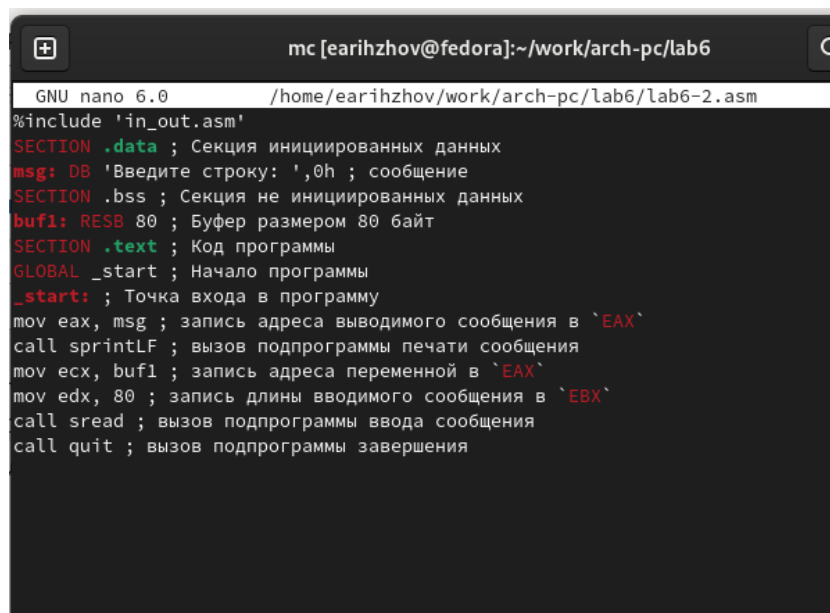 mc [earihzhov@fedora]:~/work/arch-pc/lab6
GNU nano 6.0 /home/earihzhov/work/arch-pc/lab6/lab6-2.asm
%include 'in_out.asm'
SECTION .data ; Секция инициированных данных
msg: DB 'Введите строку: ',0h ; сообщение
SECTION .bss ; Секция не инициированных данных
buf1: RESB 80 ; Буфер размером 80 байт
SECTION .text ; Код программы
GLOBAL _start ; Начало программы
_start: ; Точка входа в программу
mov eax, msg ; запись адреса выводимого сообщения в `EAX`
call sprintLF ; вызов подпрограммы печати сообщения
mov ecx, buf1 ; запись адреса переменной в `EAX`
mov edx, 80 ; запись длины вводимого сообщения в `EBX`
call sread ; вызов подпрограммы ввода сообщения
call quit ; вызов подпрограммы завершения